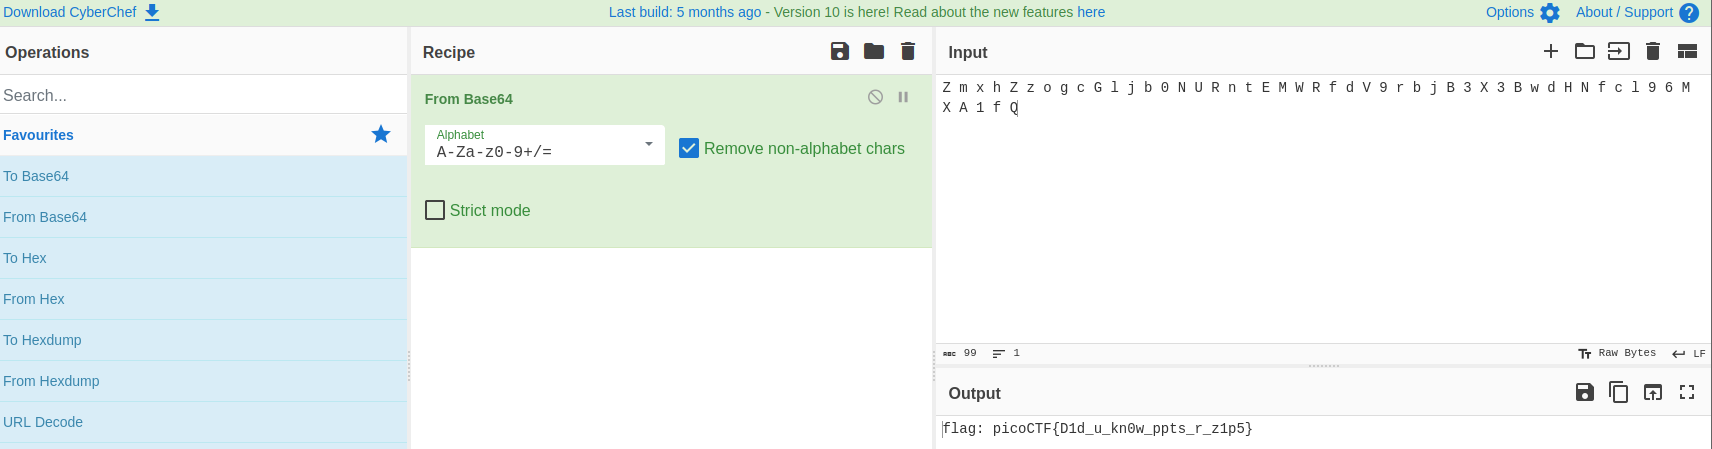 Download CyberChef
Last build: 5 months ago - Version 10 is here! Read about the new features here
Options
About / Support
Operations
Search...
Favourites
To Base64
From Base64
To Hex
From Hex
To Hexdump
From Hexdump
URL Decode
Recipe
From Base64
Alphabet
A-Za-z0-9+/=
Remove non-alphabet chars
Strict mode
Input
Z m x h Z z o g c G l j b 0 N U R n t E M W R f d V 9 r b j B 3 X 3 B w d H N f c l 9 6 M
X A 1 f Q
99
1
Raw Bytes
LF
Output
flag: picoCTF{D1d_u_kn0w_ppts_r_z1p5}